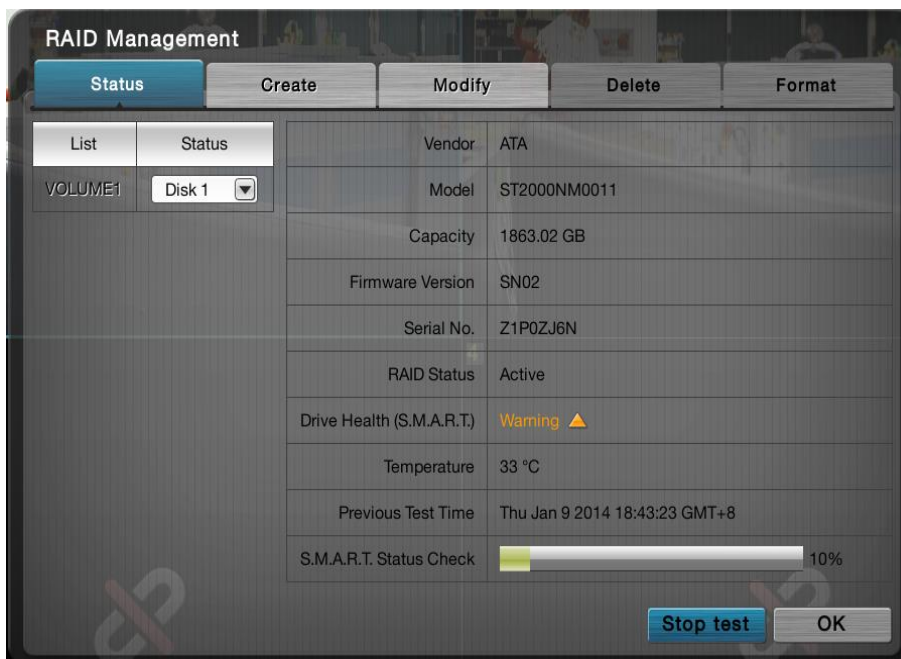 RAID Management
Status Create Modify Delete Format
List Status
VOLUME1 Disk 1
Vendor ATA
Model ST2000NM0011
Capacity 1863.02 GB
Firmware Version SN02
Serial No. Z1P0ZJ6N
RAID Status Active
Drive Health (S.M.A.R.T.) Warning
Temperature 33 °C
Previous Test Time Thu Jan 9 2014 18:43:23 GMT+8
S.M.A.R.T. Status Check 10%
Stop test OK